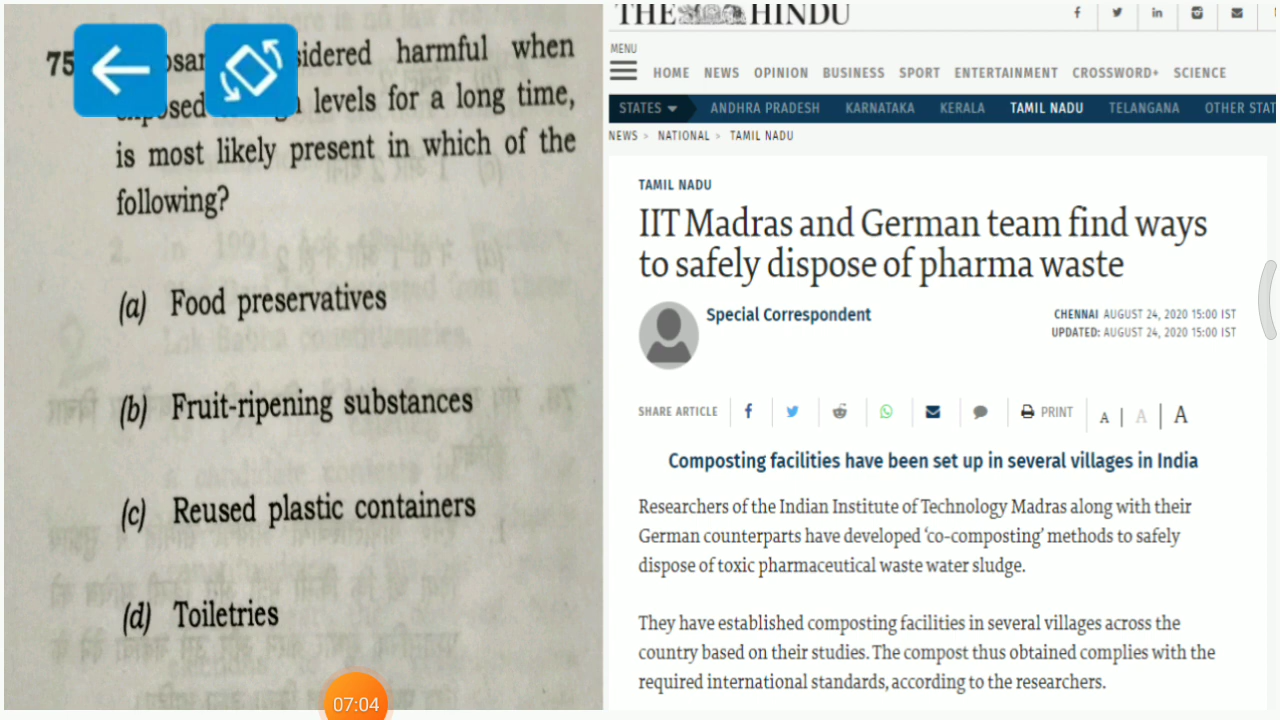 75
osar
sidered harmful when
exposed
levels for a long time,
is most likely present in which of the
following?
(a) Food preservatives
(b) Fruit-ripening substances
(c) Reused plastic containers
(d) Toiletries
07:04
THE HINDU
MENU
HOME NEWS OPINION BUSINESS SPORT ENTERTAINMENT CROSSWORD+ SCIENCE
STATES ANDHRA PRADESH KARNATAKA KERALA TAMIL NADU TELANGANA OTHER STAT
NEWS > NATIONAL > TAMIL NADU
TAMIL NADU
IIT Madras and German team find ways
to safely dispose of pharma waste
Special Correspondent
CHENNAI AUGUST 24, 2020 15:00 IST
UPDATED: AUGUST 24, 2020 15:00 IST
SHARE ARTICLE
PRINT
A | A | A
Composting facilities have been set up in several villages in India
Researchers of the Indian Institute of Technology Madras along with their
German counterparts have developed ‘co-composting’ methods to safely
dispose of toxic pharmaceutical waste water sludge.
They have established composting facilities in several villages across the
country based on their studies. The compost thus obtained complies with the
required international standards, according to the researchers.